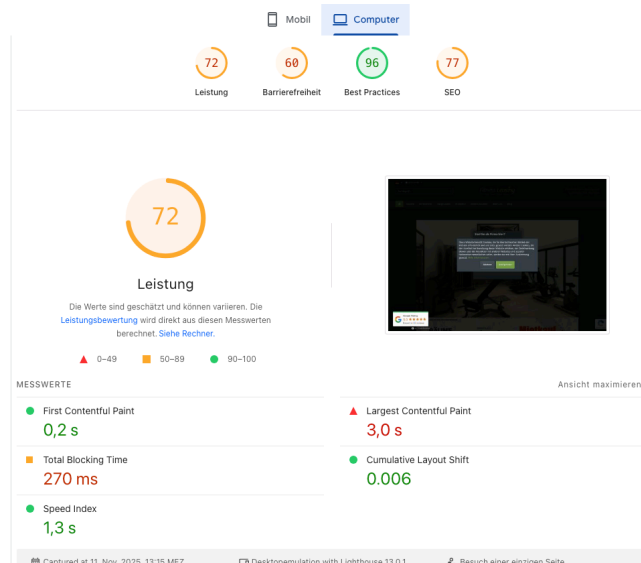 Mobil
Computer
72
60
96
77
Leistung
Barrierefreiheit
Best Practices
SEO
72
Leistung
Die Werte sind geschätzt und können variieren. Die
Leistungsbewertung wird direkt aus diesen Messwerten
berechnet. Siehe Rechner.
0–49
50–89
90–100
MESSWERTE
Ansicht maximieren
First Contentful Paint
0,2 s
Largest Contentful Paint
3,0 s
Total Blocking Time
270 ms
Cumulative Layout Shift
0.006
Speed Index
1,3 s
Captured at 11. Nov. 2025, 13:15 MEZ
Desktopemulation with Lighthouse 13.0.1
Besuch einer einzigen Seite